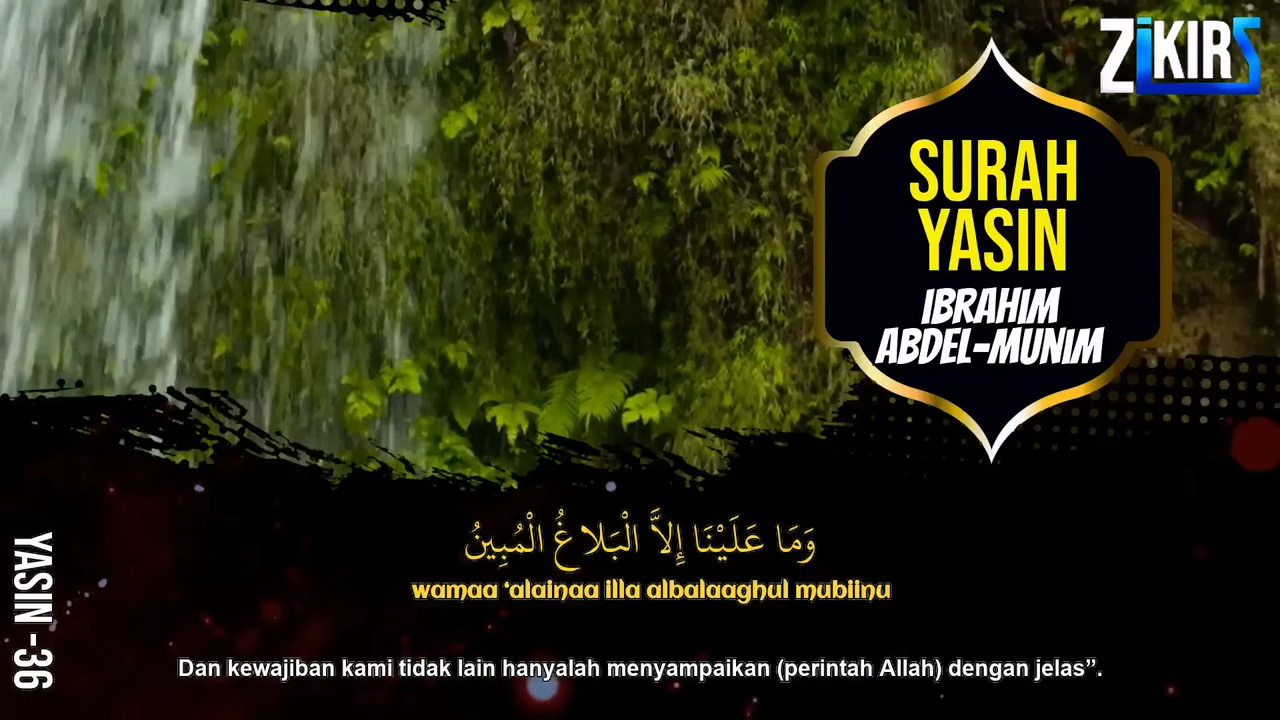 ZiKIRS
SURAH
YASIN
IBRAHIM
ABDEL-MUNIM
وَمَا عَلَيْنَا إِلاَّ الْبَلاغُ الْمُبِينُ
wamaa ‘alainaa illa albalaaghul mubiinu
Dan kewajiban kami tidak lain hanyalah menyampaikan (perintah Allah) dengan jelas”.
YASIN -36